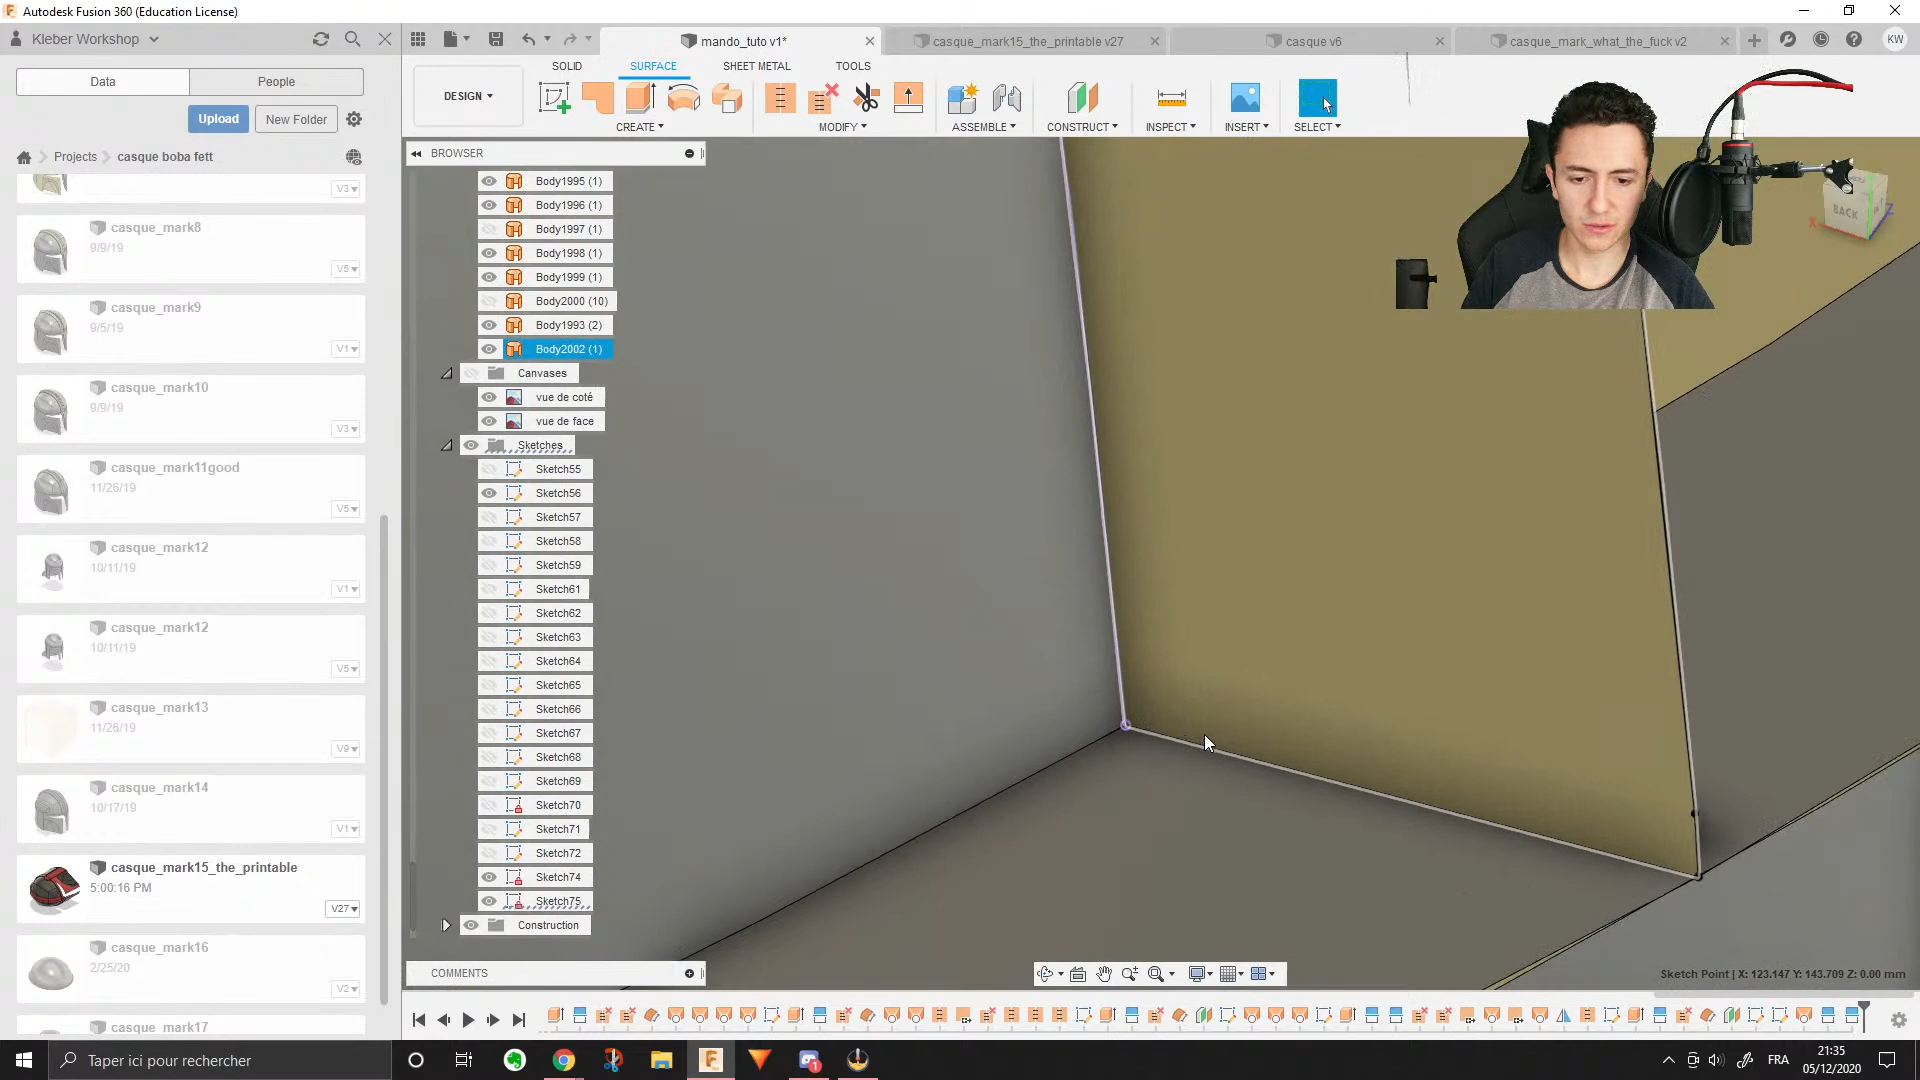 Autodesk Fusion 360 (Education License)
Kleber Workshop
mando_tuto v1*
casque_mark15_the_printable v27
casque v6
casque_mark_what_the_fuck v2
KW
Data
People
Upload
New Folder
Projects
casque boba fett
DESIGN
SOLID
SURFACE
SHEET METAL
TOOLS
CREATE
MODIFY
ASSEMBLE
CONSTRUCT
INSPECT
INSERT
SELECT
V3
casque_mark8
9/9/19
V5
casque_mark9
9/5/19
V1
casque_mark10
9/9/19
V3
casque_mark11good
11/26/19
V5
casque_mark12
10/11/19
V1
casque_mark12
10/11/19
V5
casque_mark13
11/26/19
V9
casque_mark14
10/17/19
V1
casque_mark15_the_printable
5:00:16 PM
V27
casque_mark16
2/25/20
V2
casque_mark17
BROWSER
Body1995 (1)
Body1996 (1)
Body1997 (1)
Body1998 (1)
Body1999 (1)
Body2000 (10)
Body1993 (2)
Body2002 (1)
Canvases
vue de coté
vue de face
Sketches
Sketch55
Sketch56
Sketch57
Sketch58
Sketch59
Sketch61
Sketch62
Sketch63
Sketch64
Sketch65
Sketch66
Sketch67
Sketch68
Sketch69
Sketch70
Sketch71
Sketch72
Sketch74
Sketch75
Construction
COMMENTS
BACK
X
Z
Sketch Point | X: 123.147 Y: 143.709 Z: 0.00 mm
Taper ici pour rechercher
1
FRA
21:35
05/12/2020